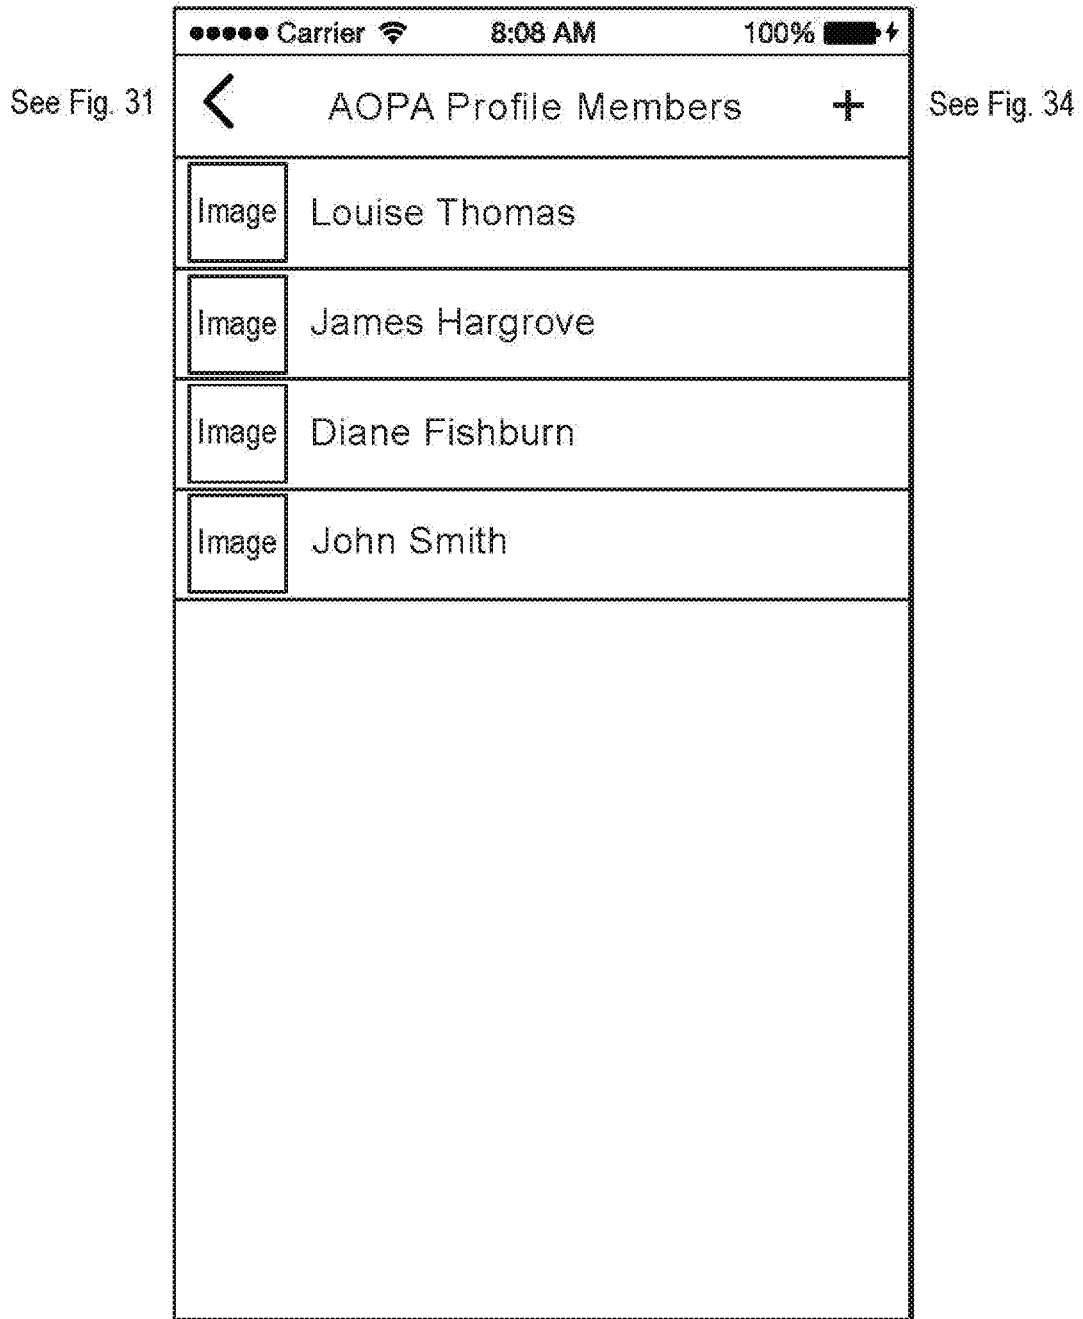 Carrier 8:08 AM 100%
See Fig. 31 AOPA Profile Members + See Fig. 34
Image Louise Thomas
Image James Hargrove
Image Diane Fishburn
Image John Smith